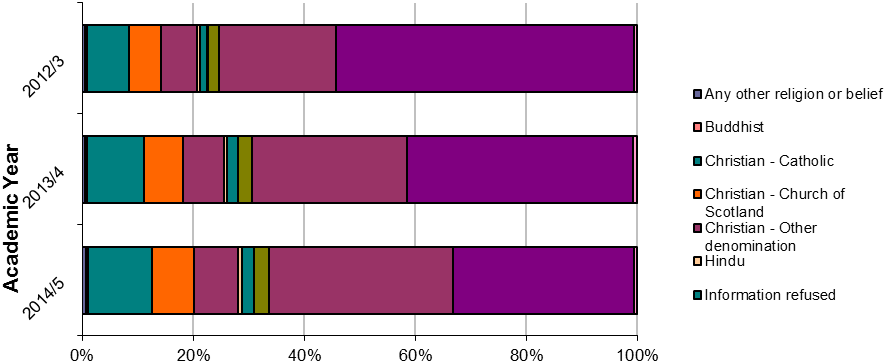 Academic Year
2012/3
2013/4
2014/5
0%
20%
40%
60%
80%
100%
Any other religion or belief
Buddhist
Christian - Catholic
Christian - Church of
Scotland
Christian - Other
denomination
Hindu
Information refused